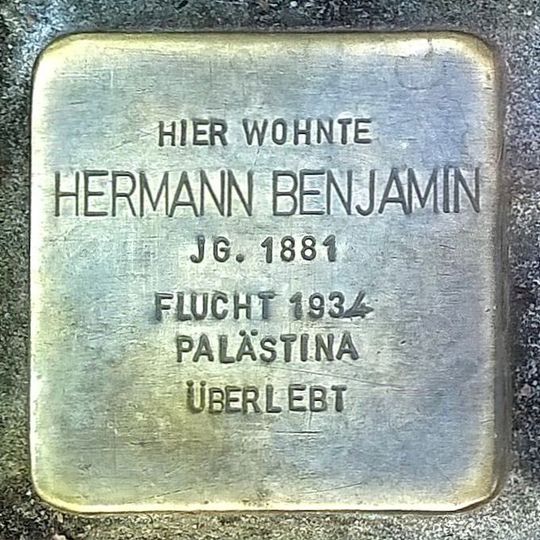 HIER WOHNTE
HERMANN BENJAMIN
JG. 1881
FLUCHT 1934
PALÄSTINA
ÜBERLEBT